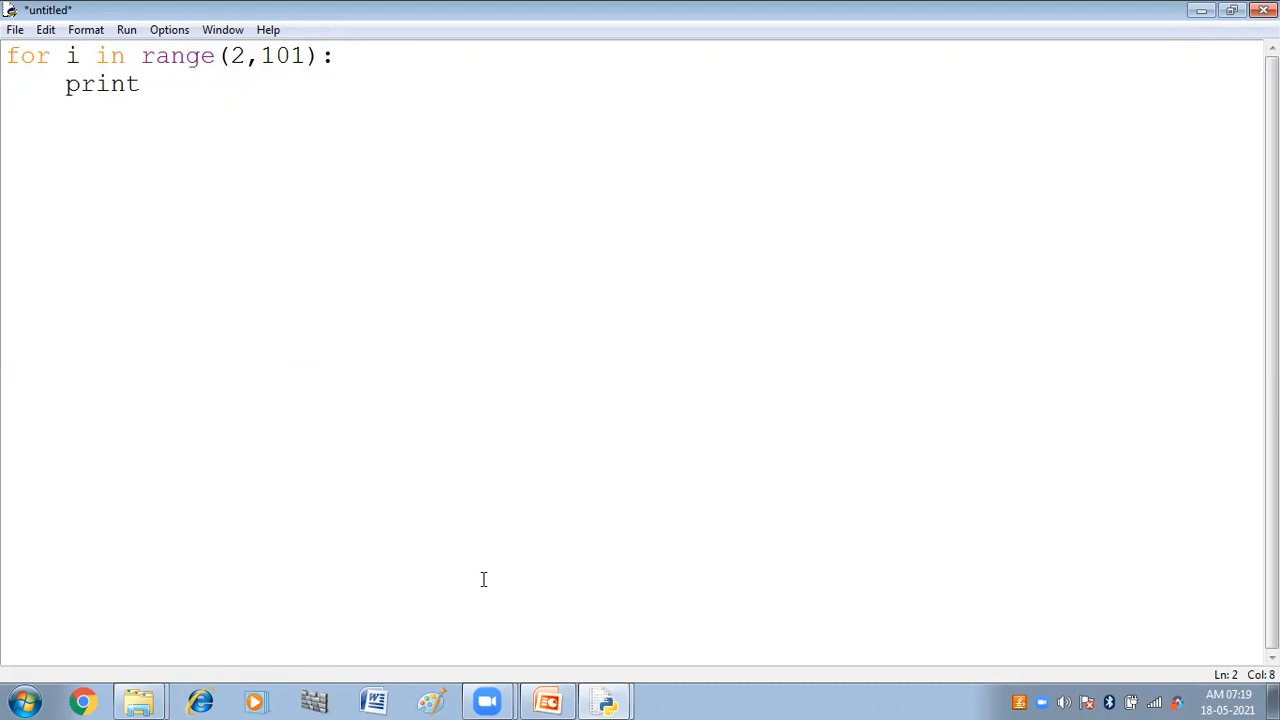 *untitled*
File Edit Format Run Options Window Help
for i in range(2,101):
    print
Ln: 2 Col: 8
AM 07:19
18-05-2021